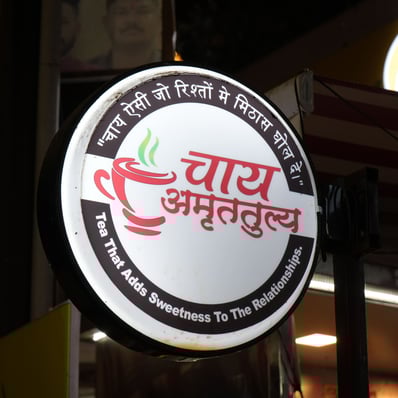 "चाय ऐसी जो रिश्तों मे मिठास घोल दे।"
चाय
अमृततुल्य
Tea That Adds Sweetness To The Relationships.